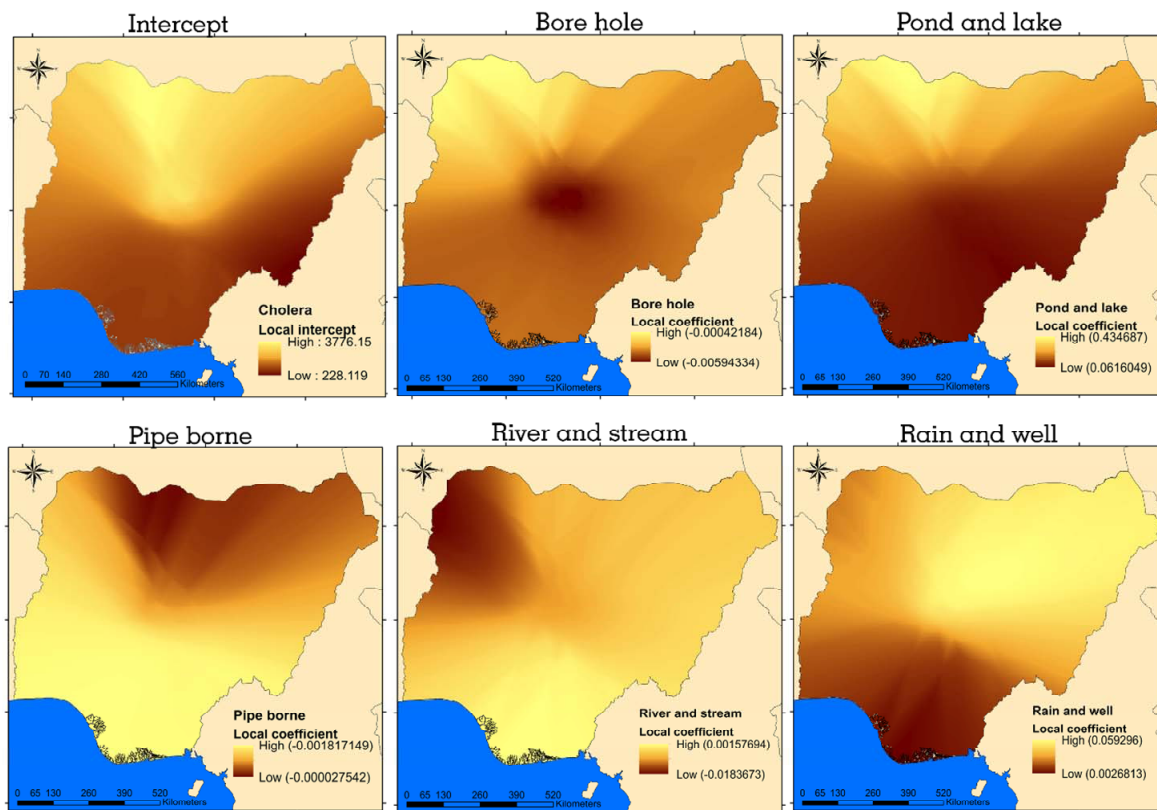 Intercept
Cholera
Local intercept
High : 3776.15
Low : 228.119
0 70 140 280 420 560
Kilometers
Bore hole
Bore hole
Local coefficient
High (-0.00042184)
Low (-0.00594334)
0 65 130 260 390 520
Kilometers
Pond and lake
Pond and lake
Local coefficient
High (0.434687)
Low (0.0616049)
0 65 130 260 390 520
Kilometers
Pipe borne
Pipe borne
Local coefficient
High (-0.001817149)
Low (-0.000027542)
0 65 130 260 390 520
Kilometers
River and stream
River and stream
Local coefficient
High (0.00157694)
Low (-0.0183673)
0 65 130 260 390 520
Kilometers
Rain and well
Rain and well
Local coefficient
High (0.059296)
Low (0.0026813)
0 65 130 260 390 520
Kilometers